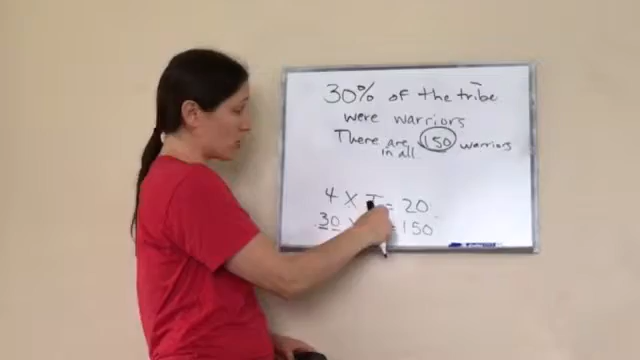 30% of the tribe
were warriors
There are 150 warriors
in all.
4 X T = 20
30 X = 150